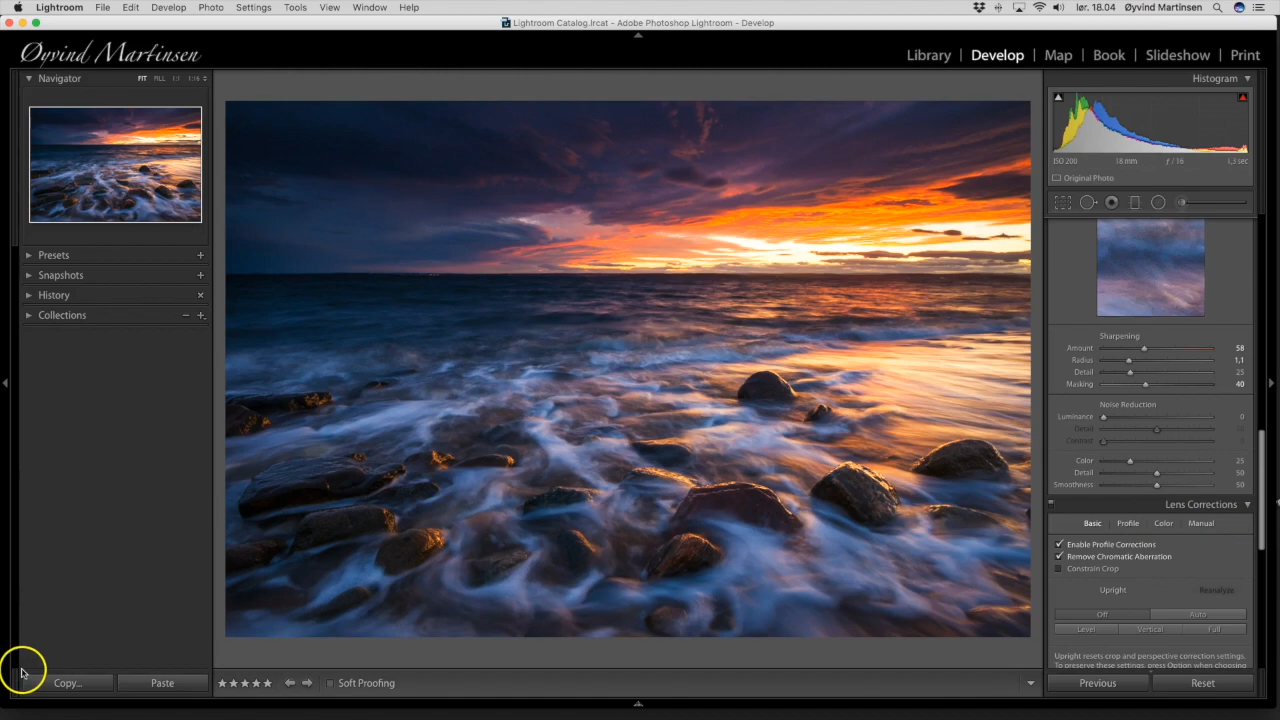 Lightroom File Edit Develop Photo Settings Tools View Window Help lør. 18.04 Øyvind Martinsen
Lightroom Catalog.lrcat - Adobe Photoshop Lightroom - Develop
Øyvind Martinsen
Library | Develop | Map | Book | Slideshow | Print
Navigator FIT FILL 1:1 1:16
Histogram
ISO 200 18 mm ƒ / 16 1,3 sec
Original Photo
Presets
Snapshots
History
Collections
Sharpening
Amount 58
Radius 1,1
Detail 25
Masking 40
Noise Reduction
Luminance 0
Detail
Contrast
Color 25
Detail 50
Smoothness 50
Lens Corrections
Basic Profile Color Manual
Enable Profile Corrections
Remove Chromatic Aberration
Constrain Crop
Upright Reanalyze
Off Auto
Level Vertical Full
Upright resets crop and perspective correction settings.
To preserve these settings, press Option when choosing
Copy... Paste
Soft Proofing
Previous Reset